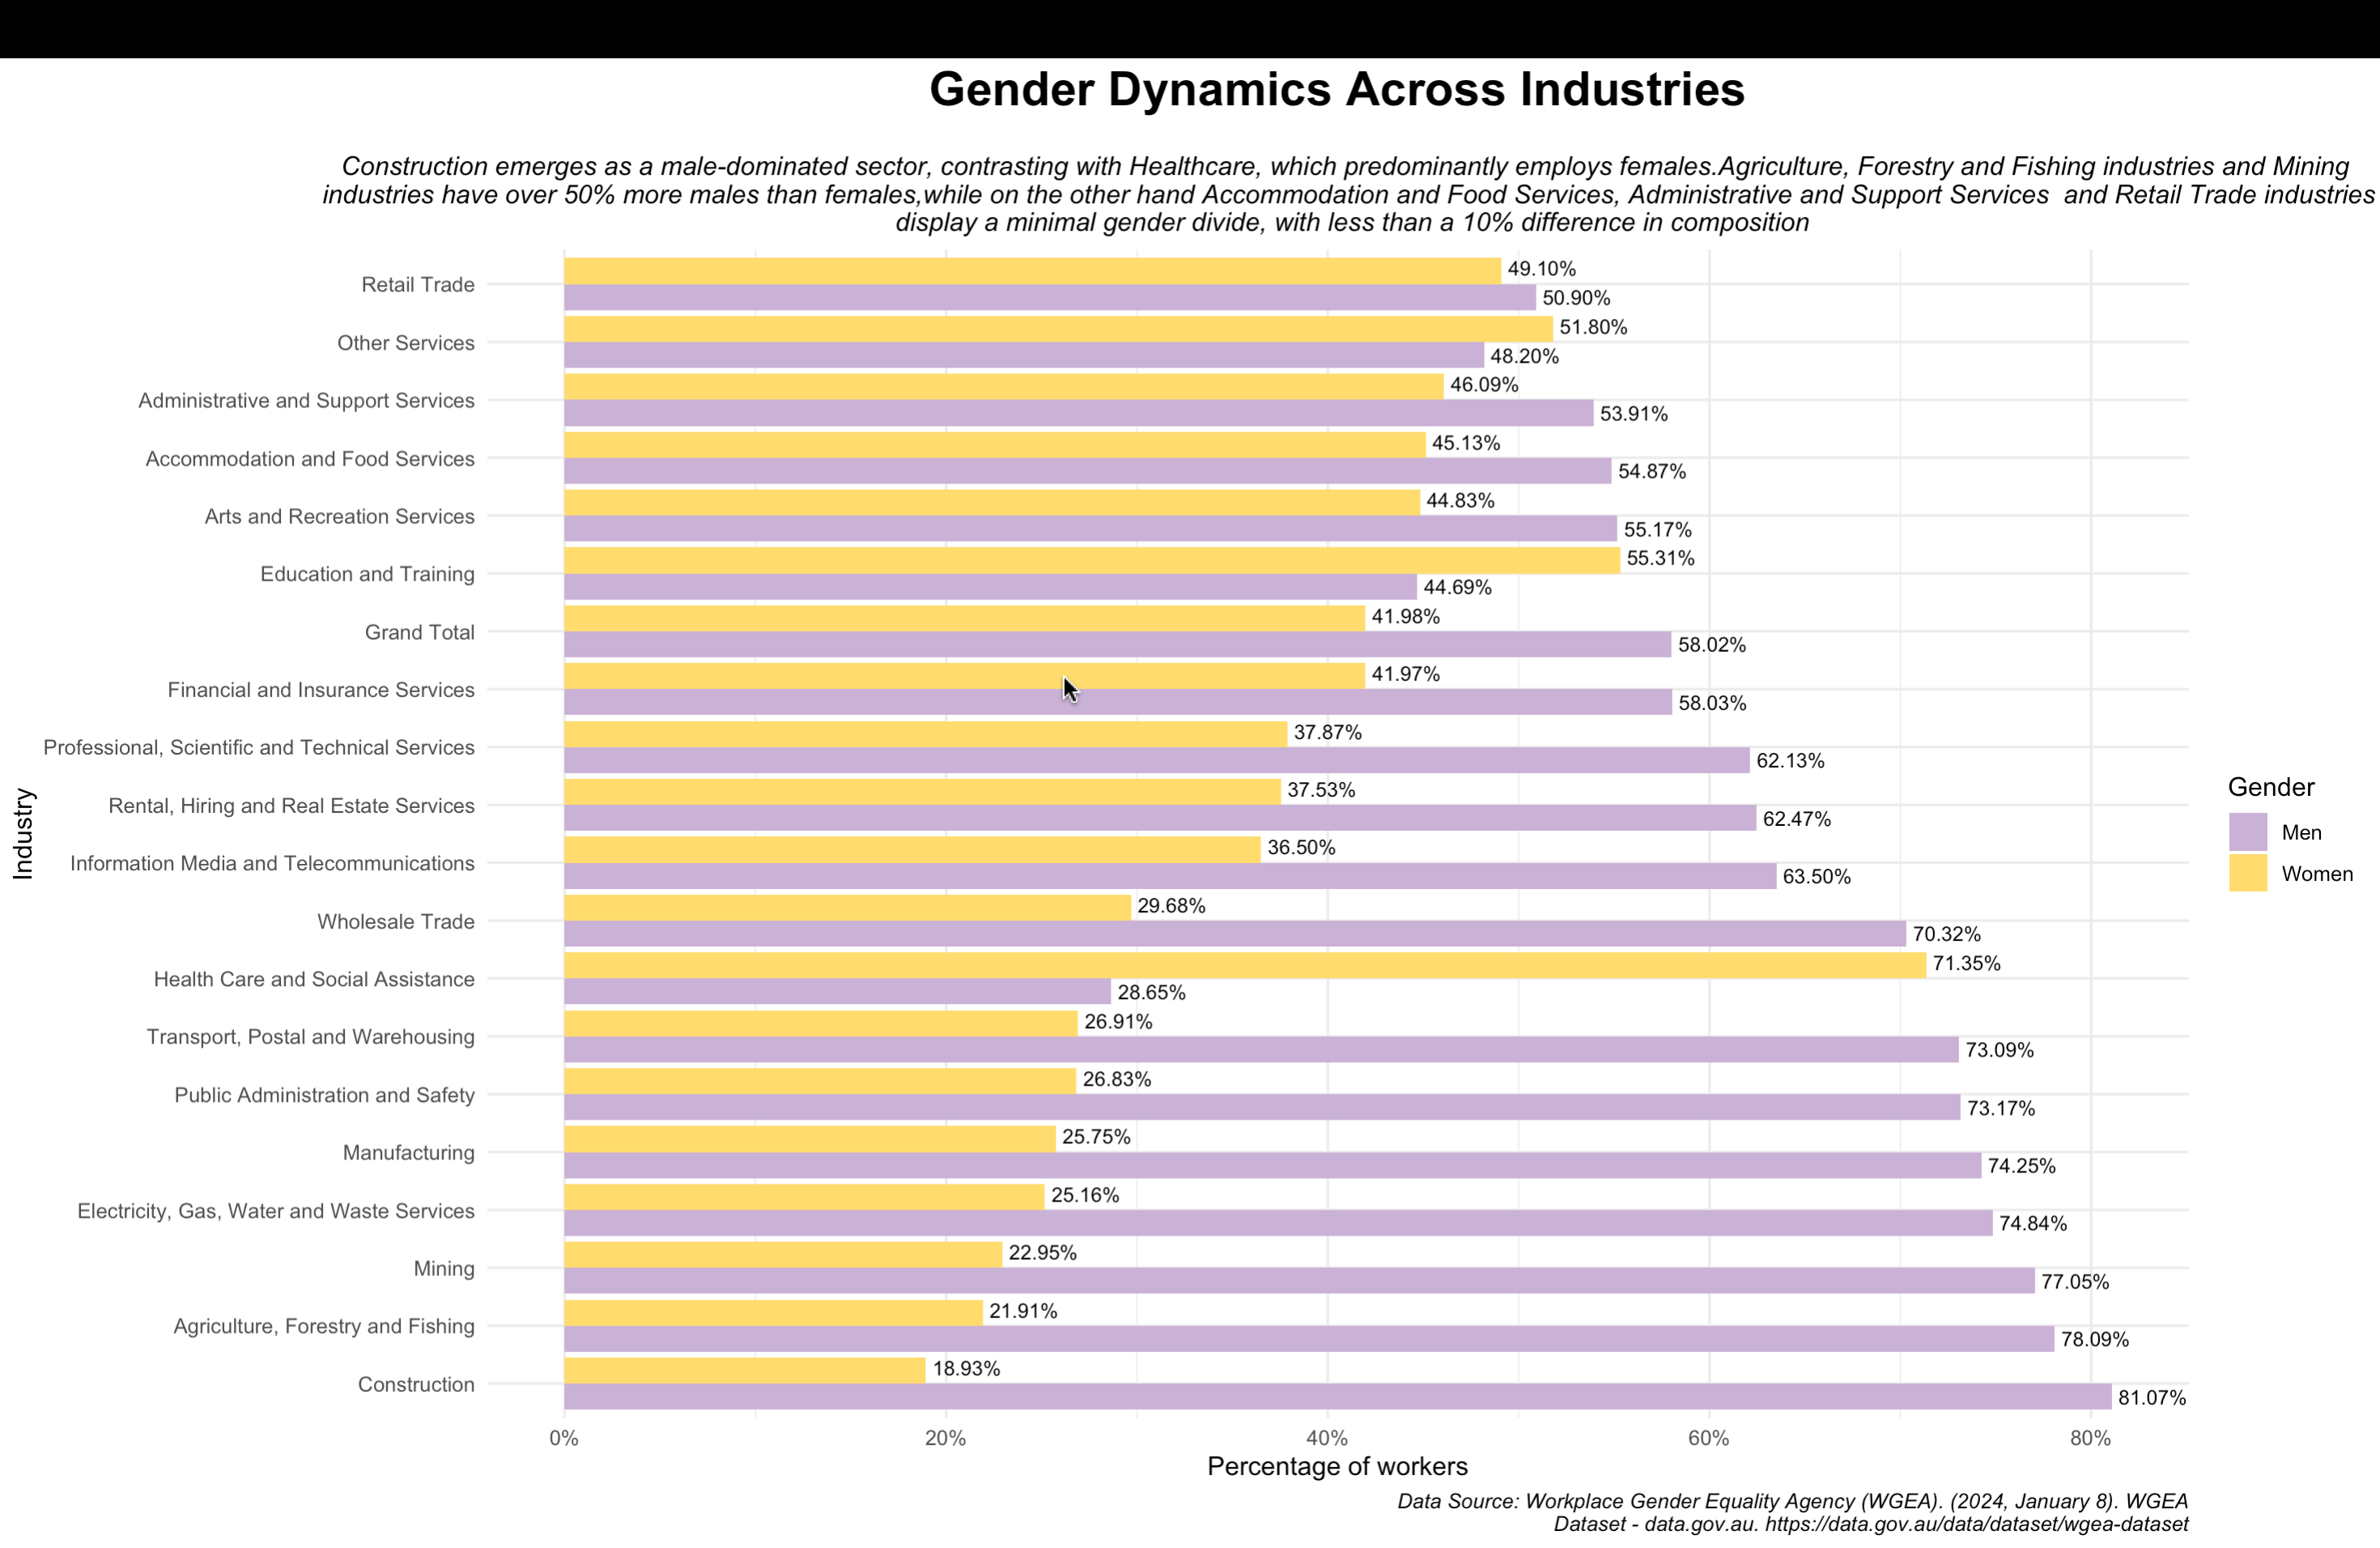 Gender Dynamics Across Industries
Construction emerges as a male-dominated sector, contrasting with Healthcare, which predominantly employs females.Agriculture, Forestry and Fishing industries and Mining
industries have over 50% more males than females,while on the other hand Accommodation and Food Services, Administrative and Support Services  and Retail Trade industries
display a minimal gender divide, with less than a 10% difference in composition
Retail Trade
49.10%
50.90%
Other Services
51.80%
48.20%
Administrative and Support Services
46.09%
53.91%
Accommodation and Food Services
45.13%
54.87%
Arts and Recreation Services
44.83%
55.17%
Education and Training
55.31%
44.69%
Grand Total
41.98%
58.02%
Financial and Insurance Services
41.97%
58.03%
Professional, Scientific and Technical Services
37.87%
62.13%
Rental, Hiring and Real Estate Services
37.53%
62.47%
Information Media and Telecommunications
36.50%
63.50%
Wholesale Trade
29.68%
70.32%
Health Care and Social Assistance
71.35%
28.65%
Transport, Postal and Warehousing
26.91%
73.09%
Public Administration and Safety
26.83%
73.17%
Manufacturing
25.75%
74.25%
Electricity, Gas, Water and Waste Services
25.16%
74.84%
Mining
22.95%
77.05%
Agriculture, Forestry and Fishing
21.91%
78.09%
Construction
18.93%
81.07%
Industry
0% 20% 40% 60% 80%
Percentage of workers
Gender
Men
Women
Data Source: Workplace Gender Equality Agency (WGEA). (2024, January 8). WGEA
Dataset - data.gov.au. https://data.gov.au/data/dataset/wgea-dataset